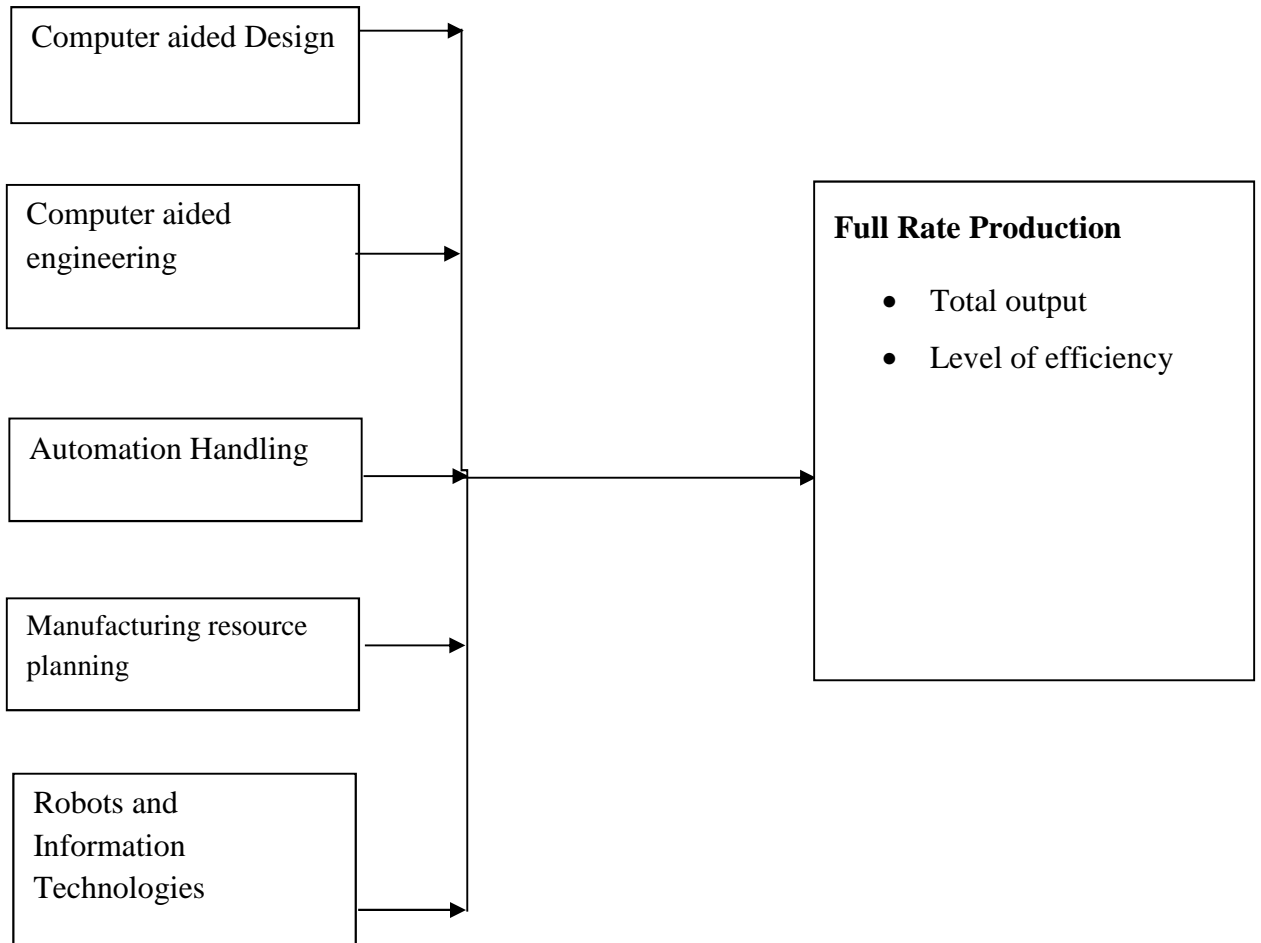 Computer aided Design
Computer aided
engineering
Automation Handling
Manufacturing resource
planning
Robots and
Information
Technologies
Full Rate Production
• Total output
• Level of efficiency